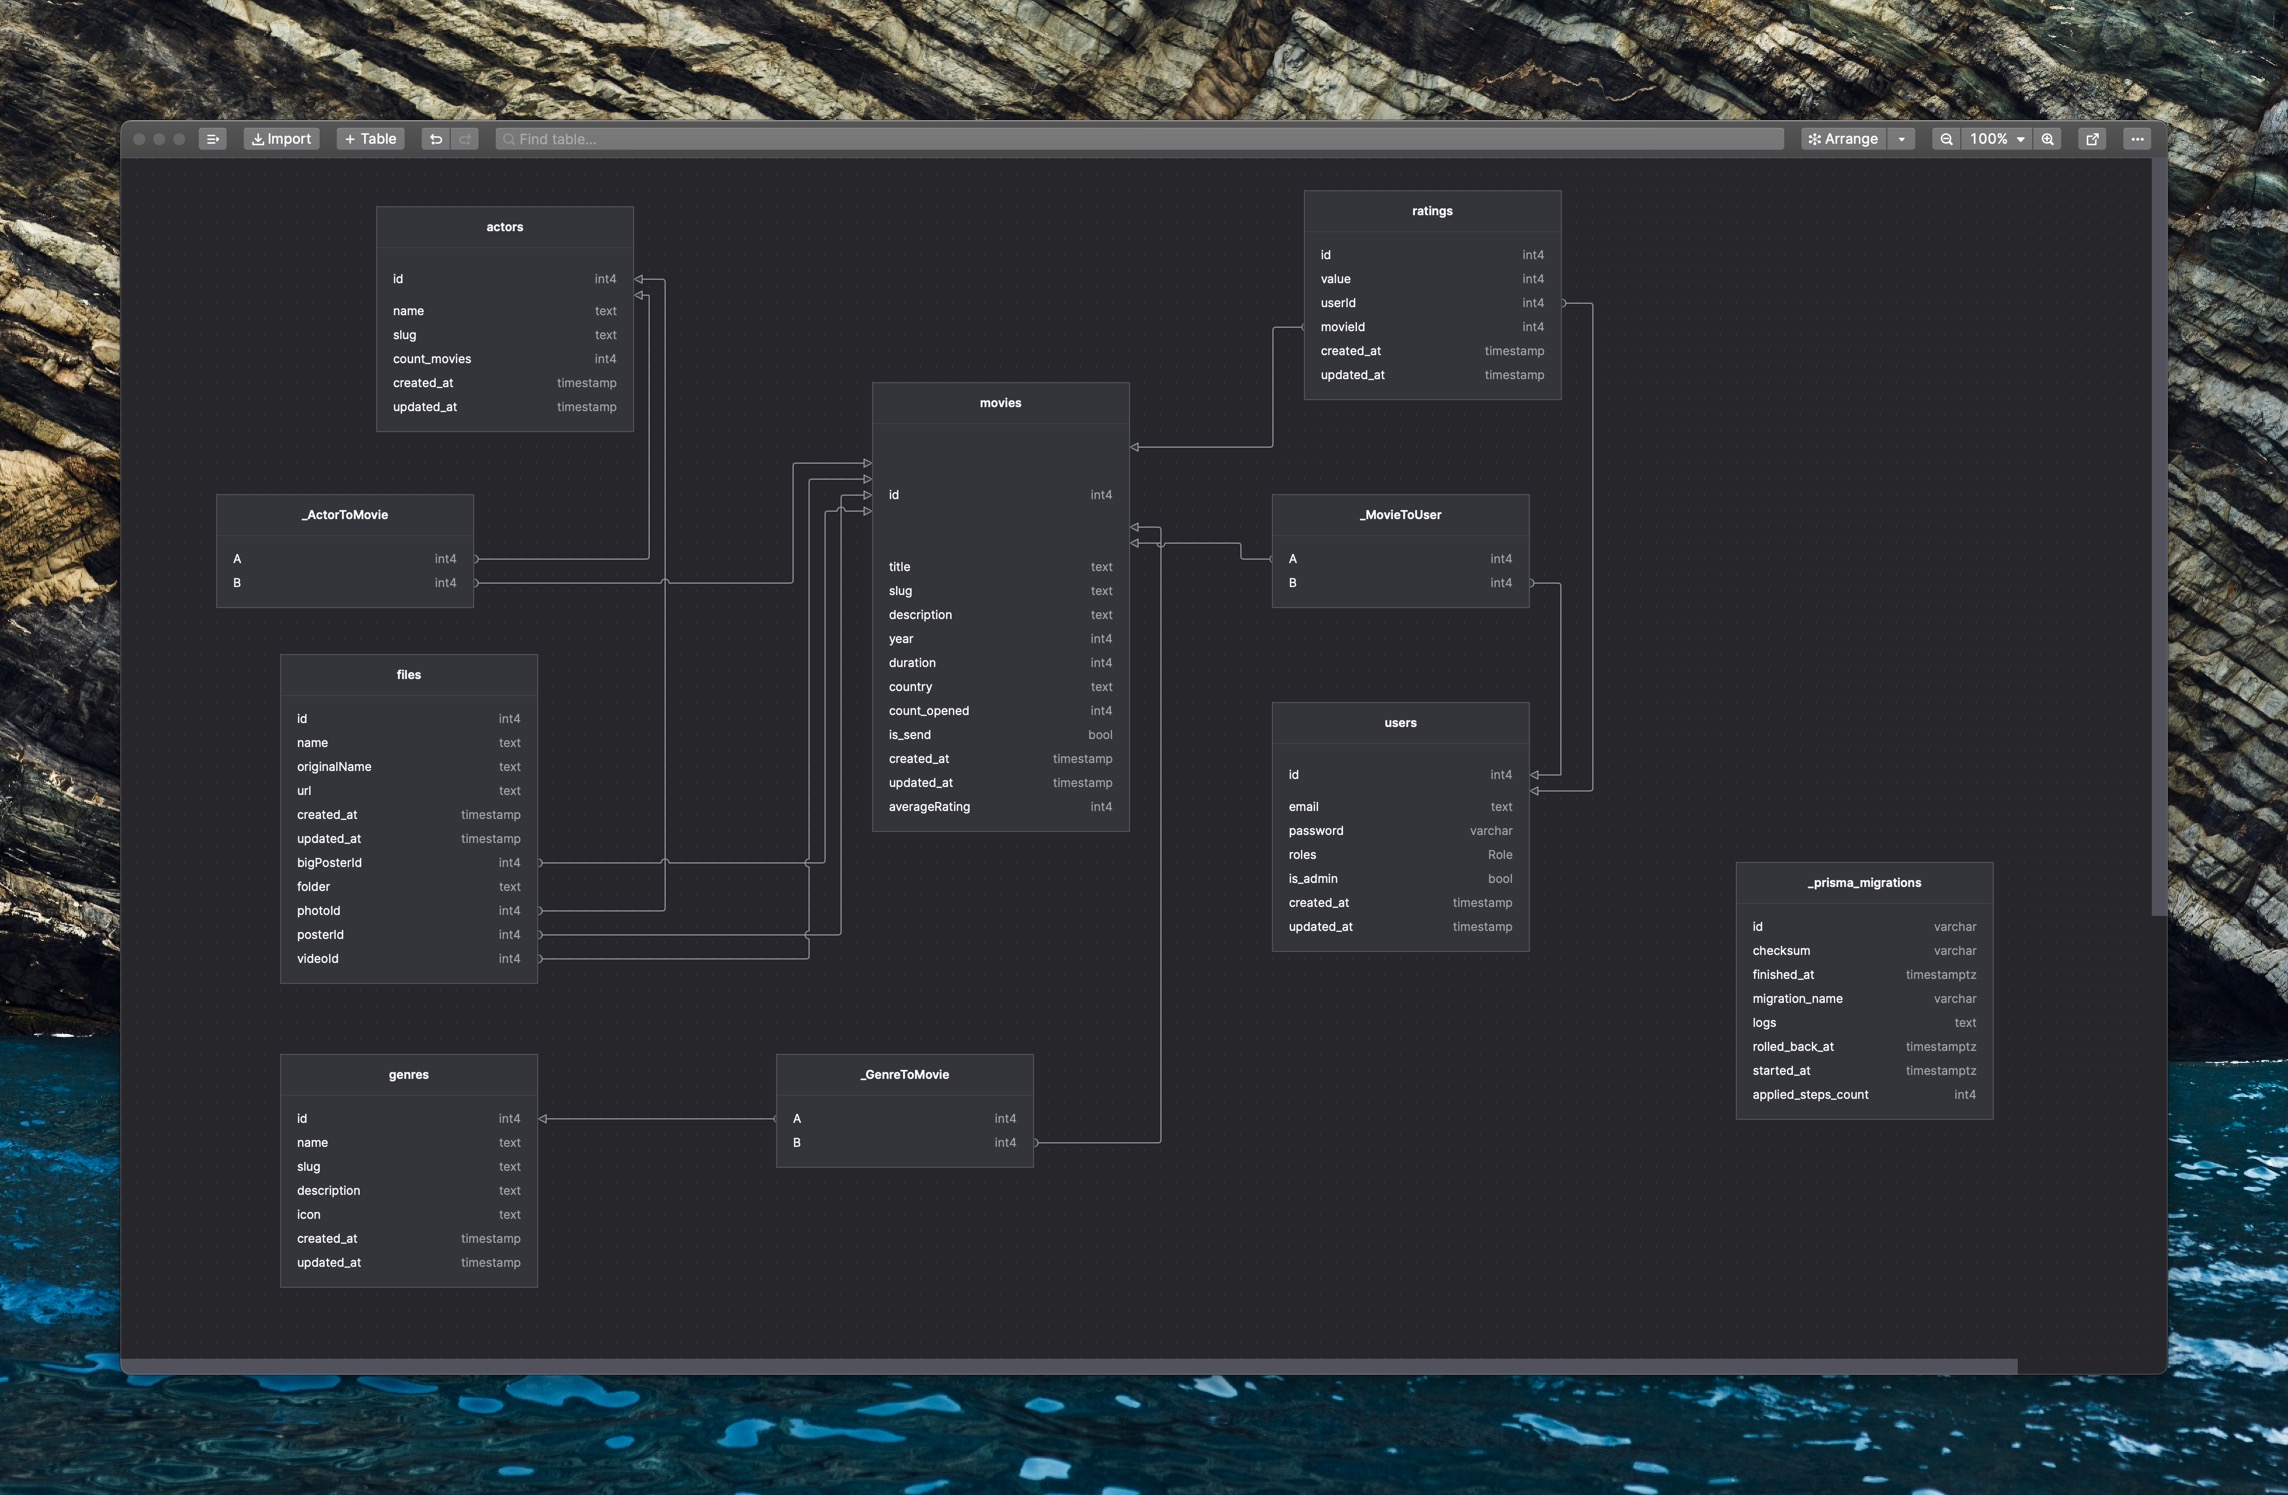 Import
+ Table
Find table...
Arrange
100%
actors
id int4
name text
slug text
count_movies int4
created_at timestamp
updated_at timestamp
_ActorToMovie
A int4
B int4
files
id int4
name text
originalName text
url text
created_at timestamp
updated_at timestamp
bigPosterId int4
folder text
photoId int4
posterId int4
videoId int4
genres
id int4
name text
slug text
description text
icon text
created_at timestamp
updated_at timestamp
movies
id int4
title text
slug text
description text
year int4
duration int4
country text
count_opened int4
is_send bool
created_at timestamp
updated_at timestamp
averageRating int4
_GenreToMovie
A int4
B int4
ratings
id int4
value int4
userId int4
movieId int4
created_at timestamp
updated_at timestamp
_MovieToUser
A int4
B int4
users
id int4
email text
password varchar
roles Role
is_admin bool
created_at timestamp
updated_at timestamp
_prisma_migrations
id varchar
checksum varchar
finished_at timestamptz
migration_name varchar
logs text
rolled_back_at timestamptz
started_at timestamptz
applied_steps_count int4